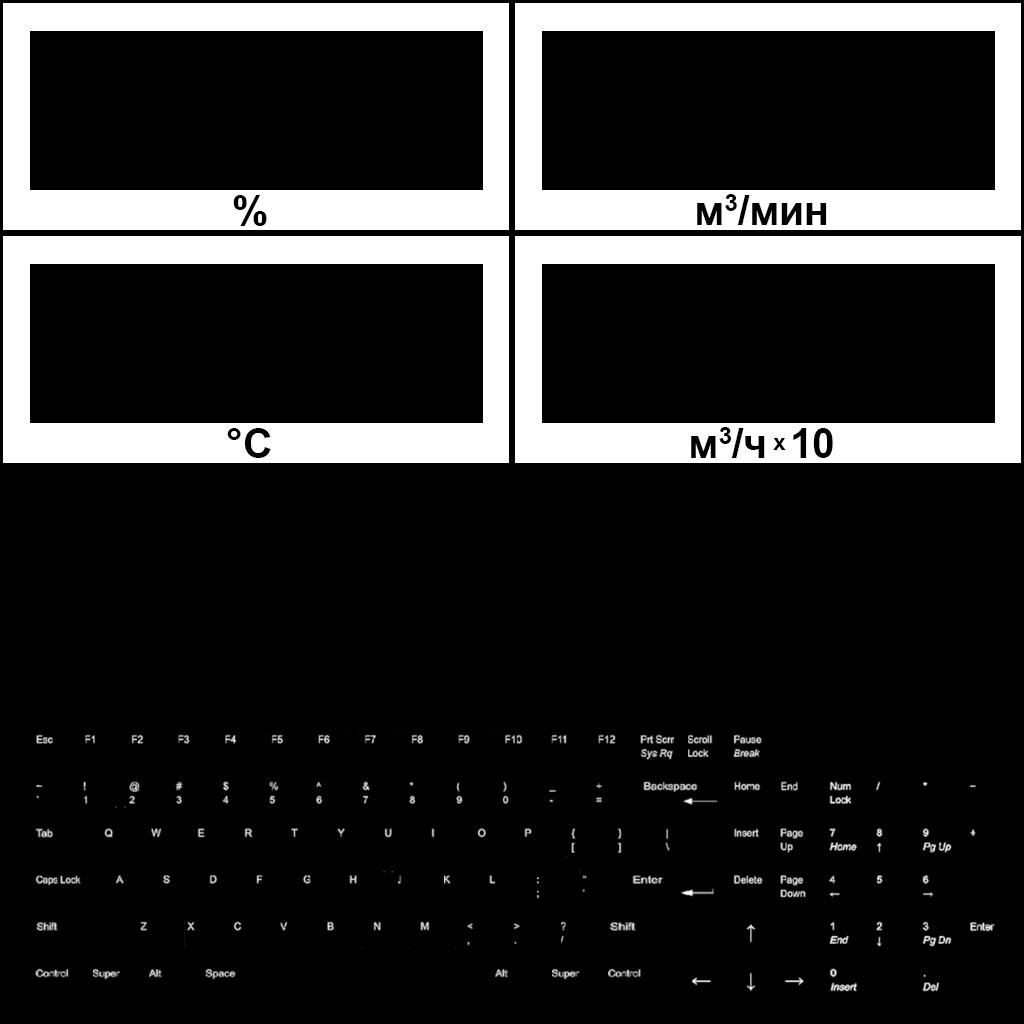 %
м³/мин
°C
м³/ч x 10
Esc F1 F2 F3 F4 F5 F6 F7 F8 F9 F10 F11 F12 Prt Scrr Scroll Pause
Sys Rq Lock Break
~ ! @ # $ % ^ & * ( ) _ + Backspace Home End Num / * –
` 1 2 3 4 5 6 7 8 9 0 - = ← Lock
Tab Q W E R T Y U I O P { } | Insert Page 7 8 9 +
[ ] \ Up Home ↑ Pg Up
Caps Lock A S D F G H J K L : " Enter Delete Page 4 5 6
; ' ← Down ← →
Shift Z X C V B N M < > ? Shift ↑ 1 2 3 Enter
, . / End ↓ Pg Dn
Control Super Alt Space Alt Super Control ← ↓ → 0 .
Insert Del